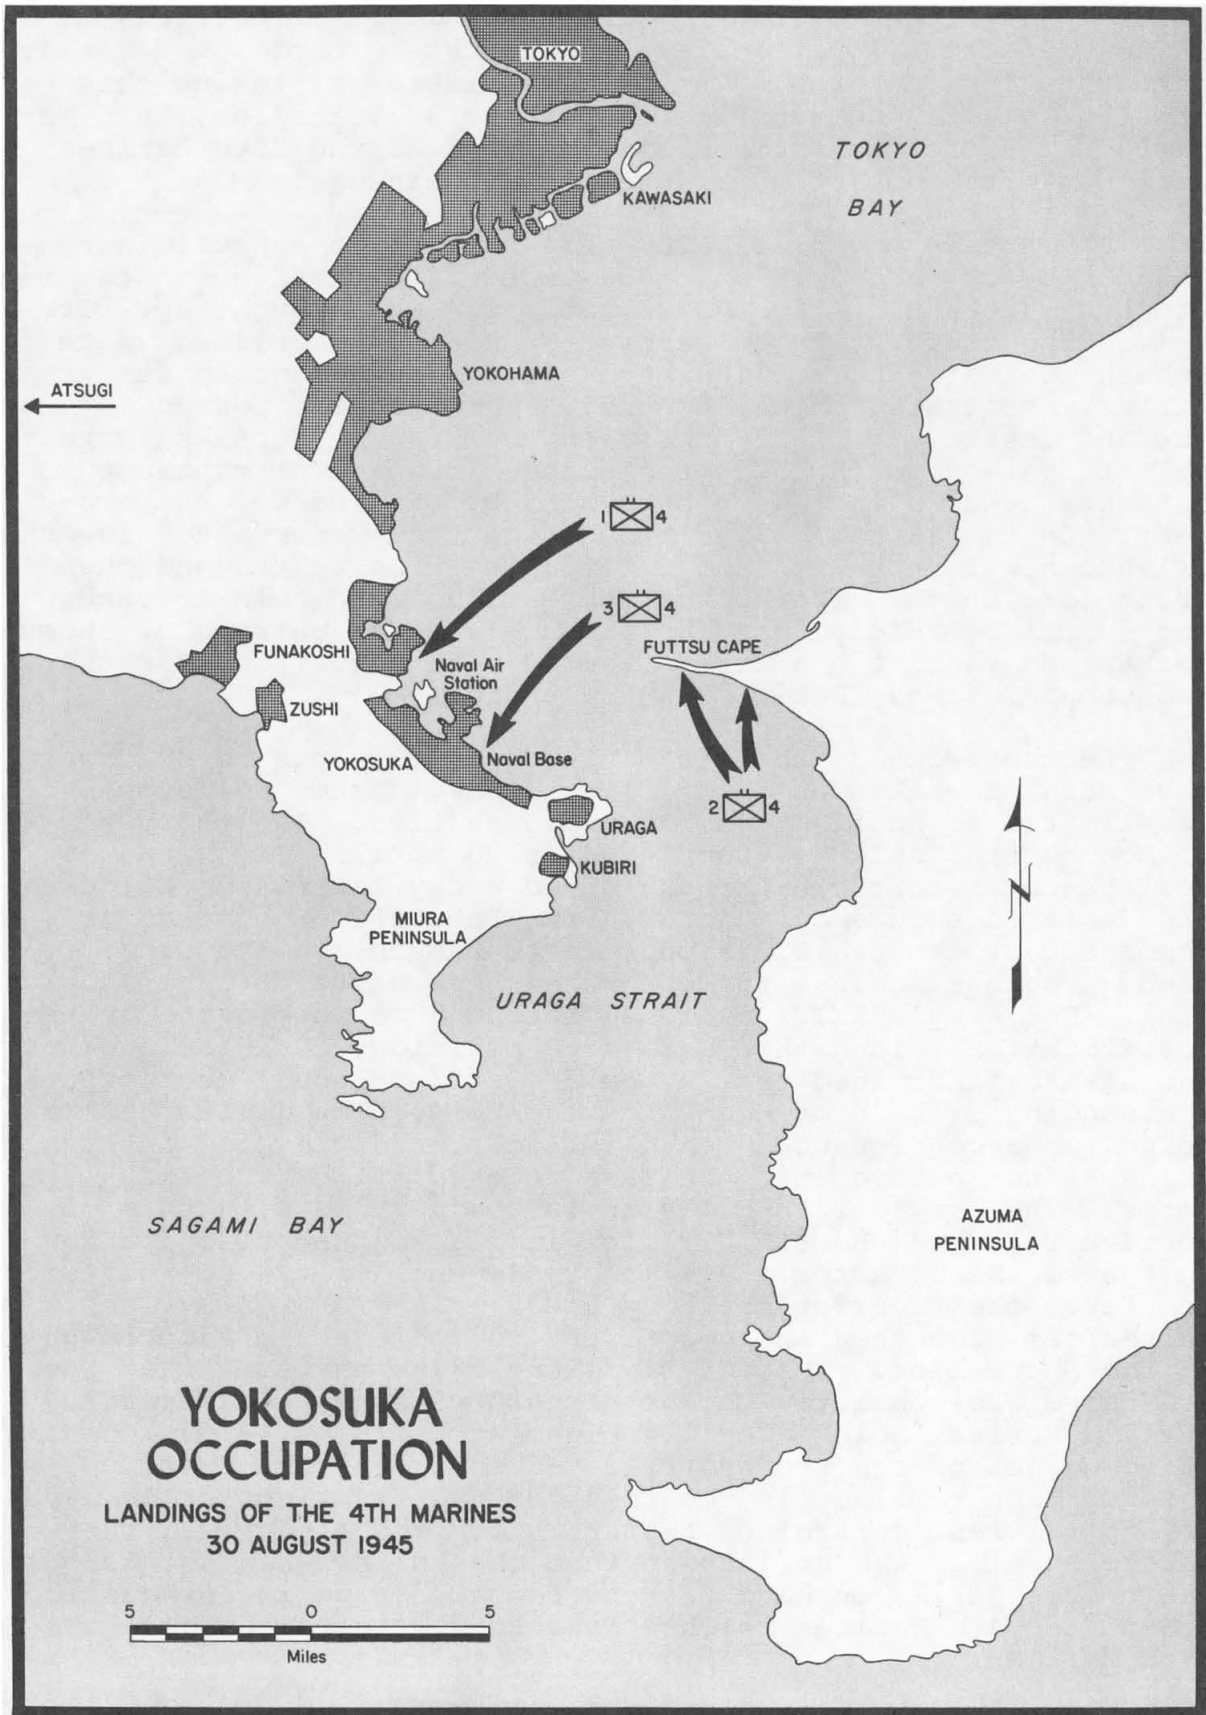 TOKYO
TOKYO
BAY
KAWASAKI
YOKOHAMA
ATSUGI
1 4
3 4
FUTTSU CAPE
FUNAKOSHI
Naval Air
Station
ZUSHI
YOKOSUKA
Naval Base
2 4
URAGA
KUBIRI
MIURA
PENINSULA
URAGA STRAIT
N
SAGAMI BAY
AZUMA
PENINSULA
YOKOSUKA
OCCUPATION
LANDINGS OF THE 4TH MARINES
30 AUGUST 1945
5 0 5
Miles